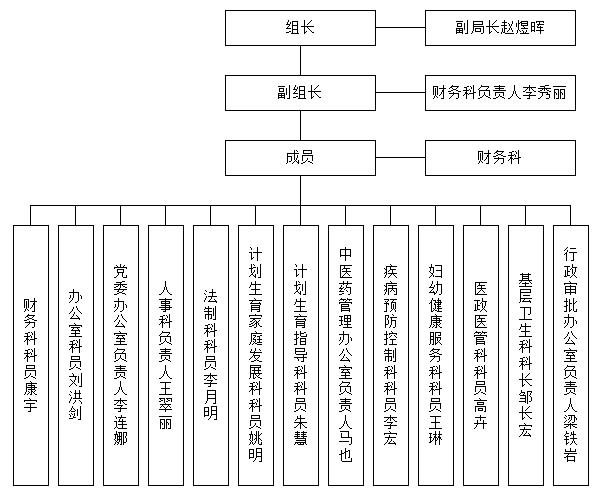 组长
副局长赵煜晖
副组长
财务科负责人李秀丽
成员
财务科
财务科科员康宇
办公室科员刘洪剑
党委办公室负责人李连娜
人事科负责人王翠丽
法制科科员李月明
计划生育家庭发展科科员姚明
计划生育指导科科员朱慧
中医药管理办公室负责人马也
疾病预防控制科科员李宏
妇幼健康服务科科员王琳
医政医管科科员高卉
基层卫生科科长邹长宏
行政审批办公室负责人梁铁岩